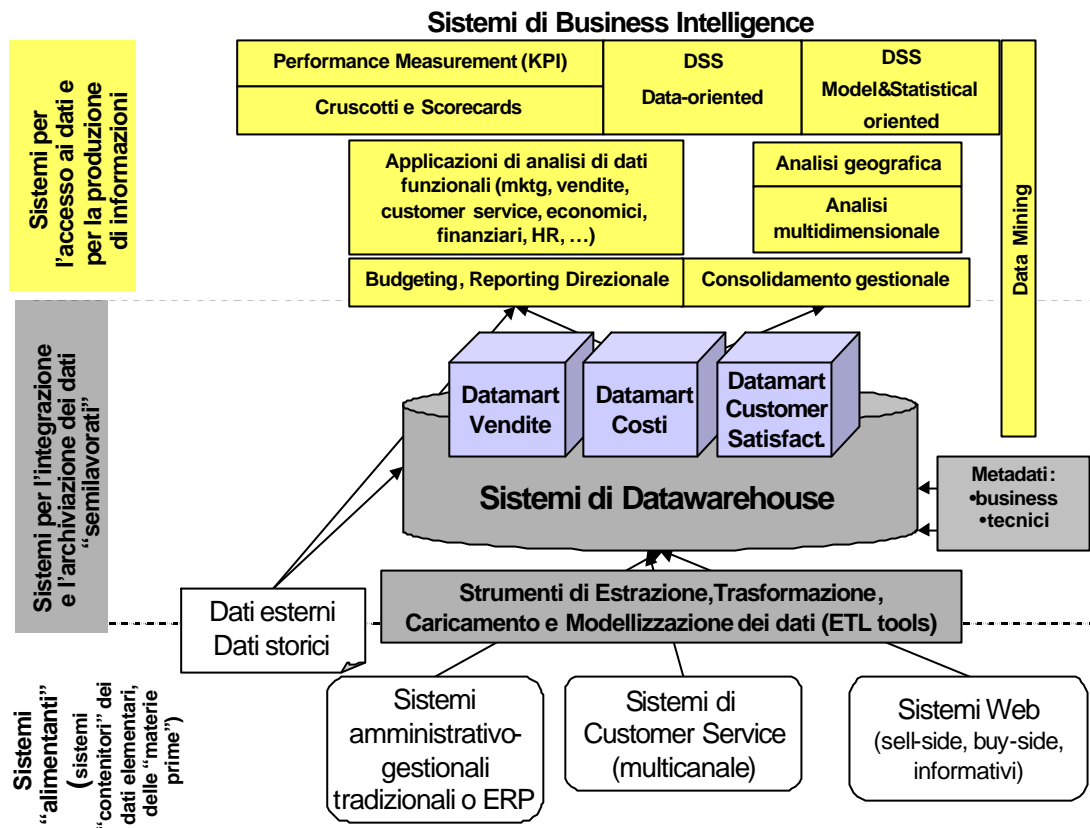 Sistemi di Business Intelligence
Sistemi per
l'accesso ai dati e
per la produzione
di informazioni
Performance Measurement (KPI)
Cruscotti e Scorecards
DSS
Data-oriented
DSS
Model&Statistical
oriented
Applicazioni di analisi di dati
funzionali (mktg, vendite,
customer service, economici,
finanziari, HR, …)
Analisi geografica
Analisi
multidimensionale
Data Mining
Budgeting, Reporting Direzionale
Consolidamento gestionale
Sistemi per l'integrazione
e l'archiviazione dei dati
“semilavorati”
Datamart
Vendite
Datamart
Costi
Datamart
Customer
Satisfact.
Sistemi di Datawarehouse
Metadati:
•business
•tecnici
Strumenti di Estrazione,Trasformazione,
Caricamento e Modellizzazione dei dati (ETL tools)
Dati esterni
Dati storici
Sistemi
“alimentanti”
(sistemi
“contenitori” dei
dati elementari,
delle “materie
prime”)
Sistemi
amministrativo-
gestionali
tradizionali o ERP
Sistemi di
Customer Service
(multicanale)
Sistemi Web
(sell-side, buy-side,
informativi)